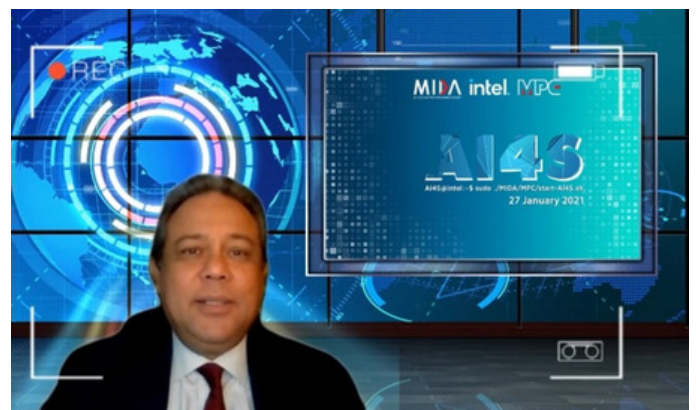 REC
MIDA intel. MPC
AI4S
AI4S@intel:~$ sudo ./MIDA/MPC/start-AI4S.sh
27 January 2021